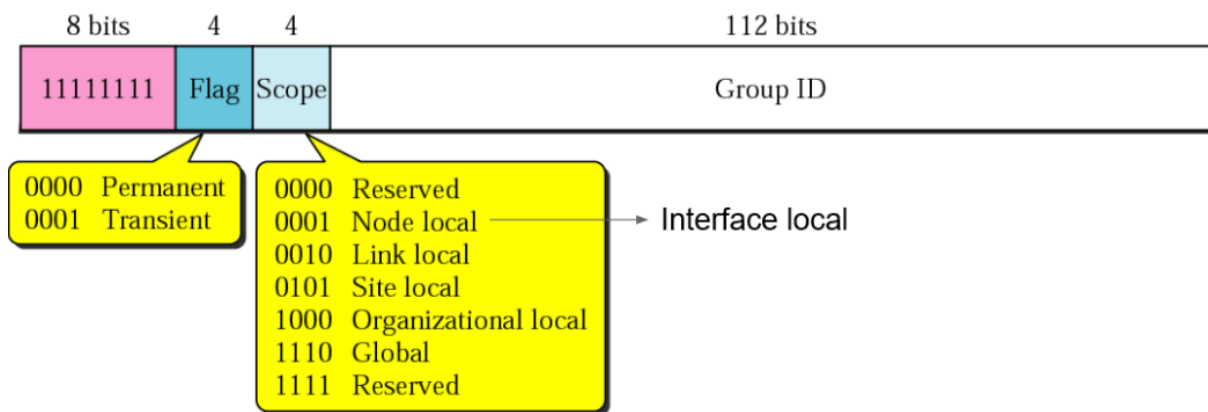 8 bits 4 4 112 bits
11111111 Flag Scope Group ID
0000 Permanent
0001 Transient
0000 Reserved
0001 Node local Interface local
0010 Link local
0101 Site local
1000 Organizational local
1110 Global
1111 Reserved